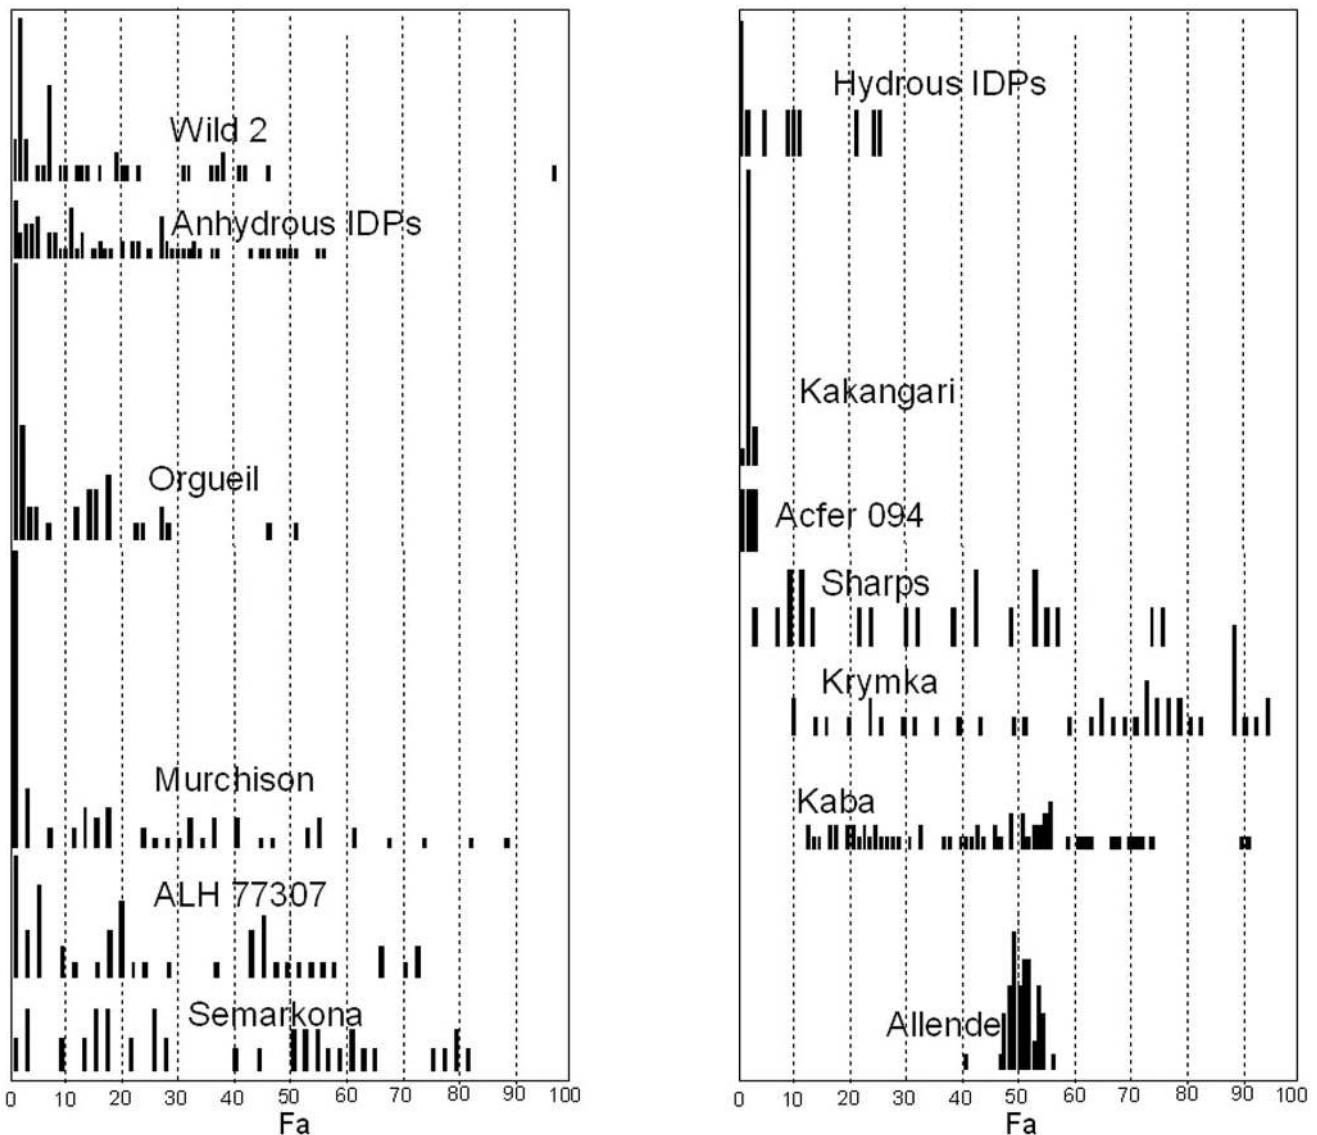 Wild 2
Anhydrous IDPs
Orgueil
Murchison
ALH 77307
Semarkona
0 10 20 30 40 50 60 70 80 90 100
Fa
Hydrous IDPs
Kakangari
Acfer 094
Sharps
Krymka
Kaba
Allende
0 10 20 30 40 50 60 70 80 90 100
Fa